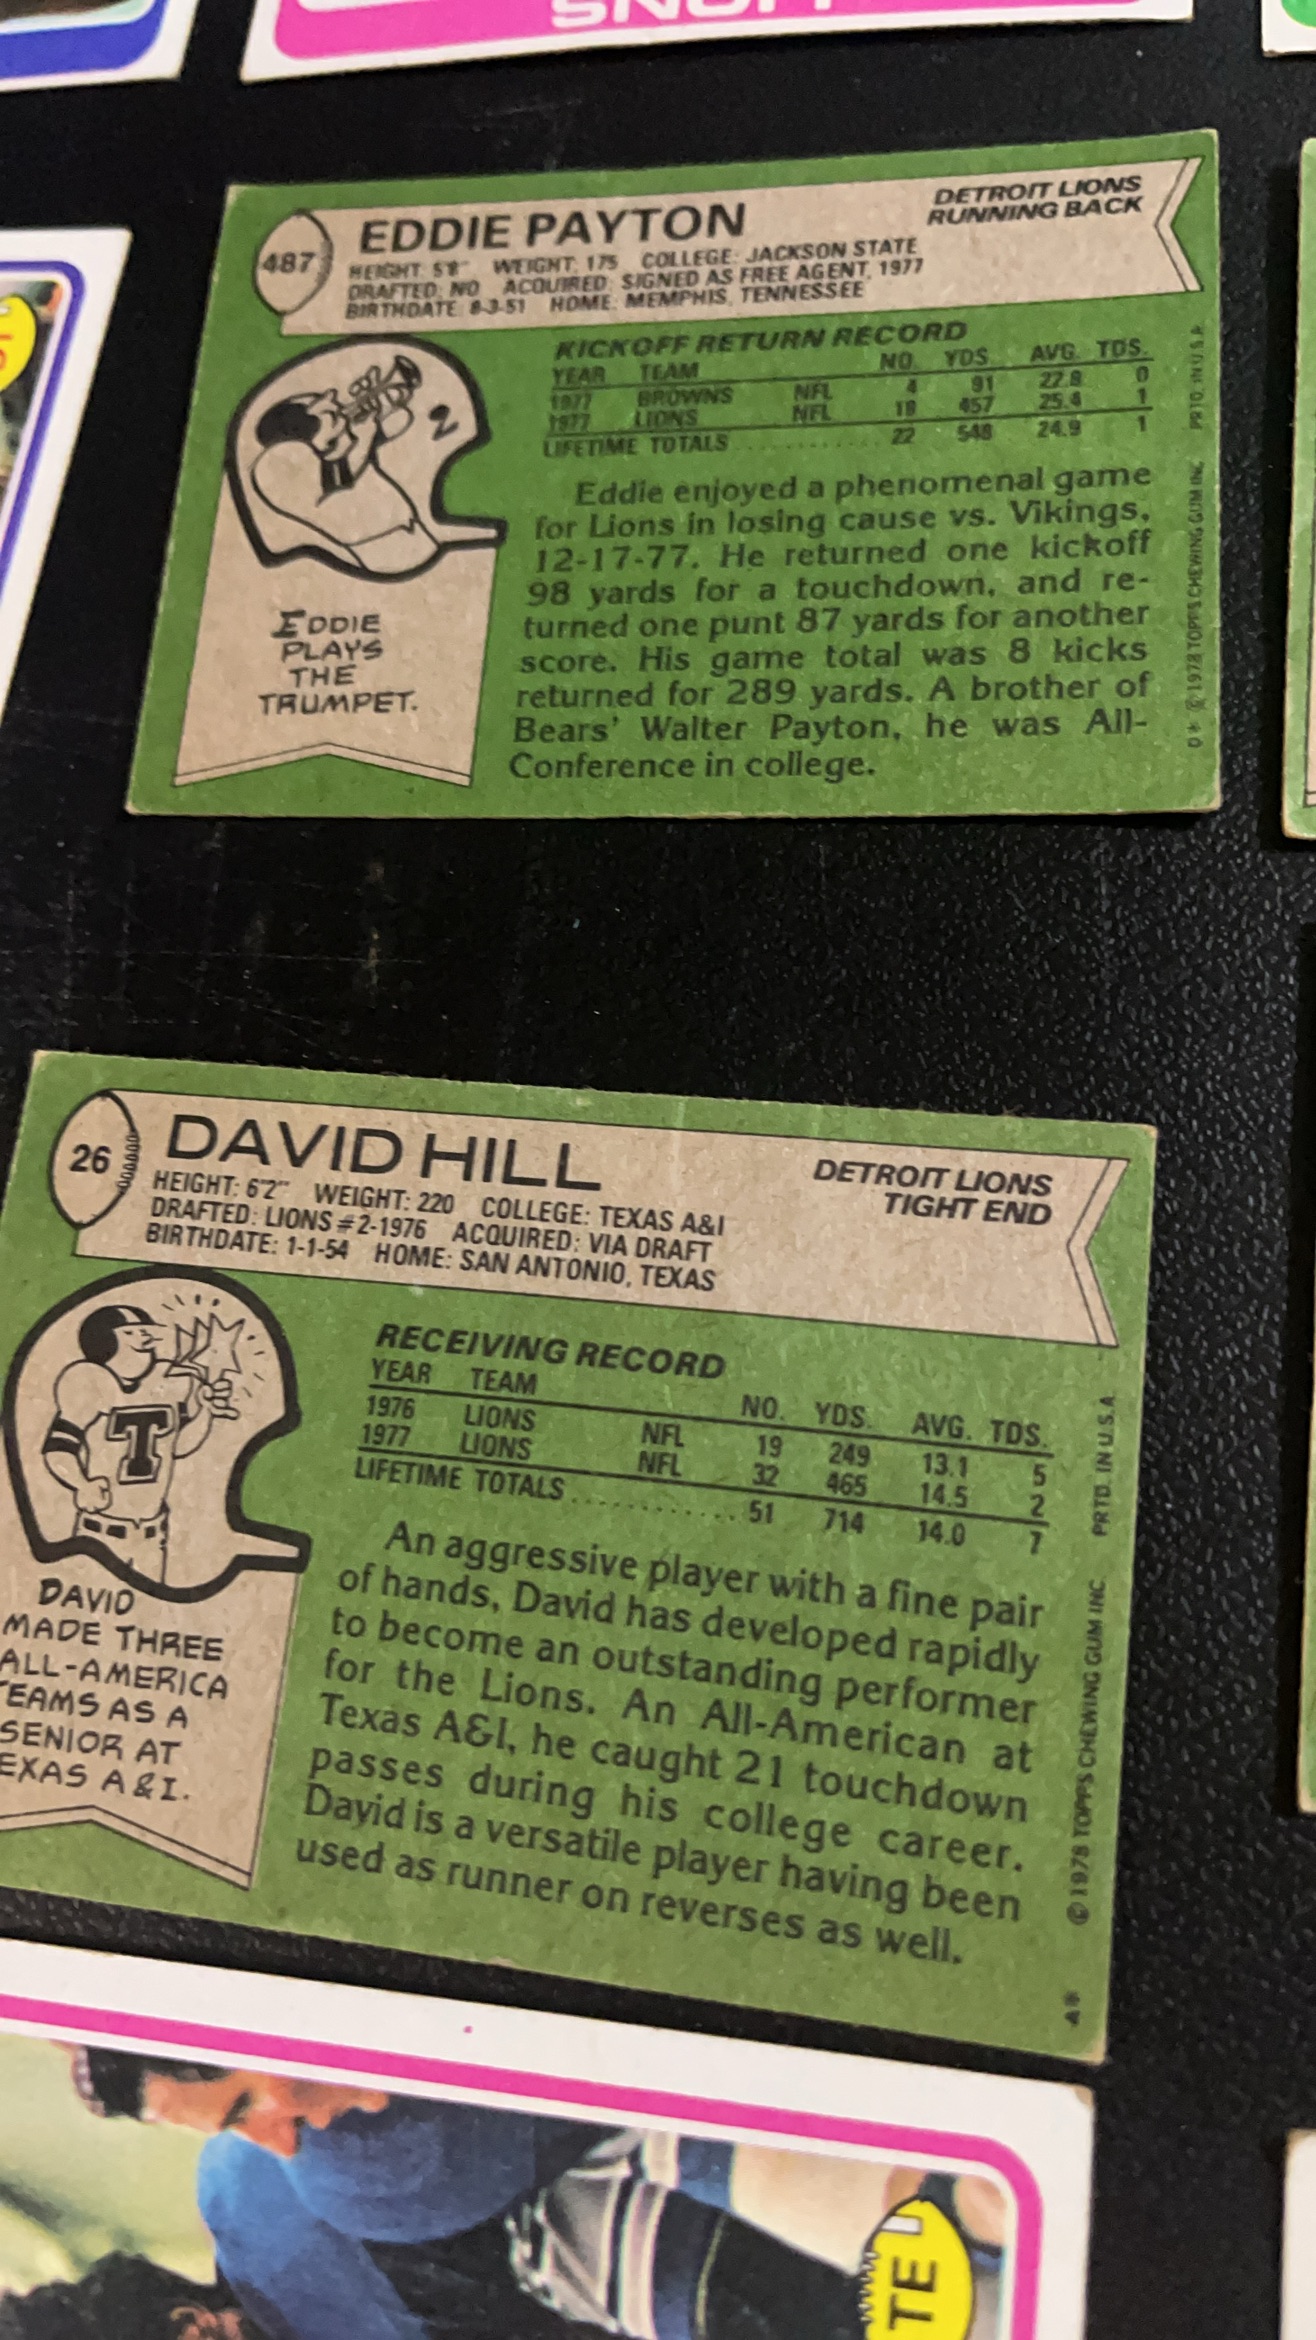 487
EDDIE PAYTON
DETROIT LIONS
RUNNING BACK
HEIGHT: 5'8" WEIGHT: 175 COLLEGE: JACKSON STATE
DRAFTED: NO ACQUIRED: SIGNED AS FREE AGENT, 1977
BIRTHDATE: 8-3-51 HOME: MEMPHIS, TENNESSEE
KICKOFF RETURN RECORD
YEAR TEAM NO. YDS. AVG. TDS.
1977 BROWNS NFL 4 91 22.8 0
1977 LIONS NFL 18 457 25.4 1
LIFETIME TOTALS .......... 22 548 24.9 1
Eddie enjoyed a phenomenal game
for Lions in losing cause vs. Vikings,
12-17-77. He returned one kickoff
98 yards for a touchdown, and re-
turned one punt 87 yards for another
score. His game total was 8 kicks
returned for 289 yards. A brother of
Bears' Walter Payton, he was All-
Conference in college.
2
EDDIE
PLAYS
THE
TRUMPET.
D* © 1978 TOPPS CHEWING GUM INC. PRTD. IN U.S.A.
26
DAVID HILL
DETROIT LIONS
TIGHT END
HEIGHT: 6'2" WEIGHT: 220 COLLEGE: TEXAS A&I
DRAFTED: LIONS #2-1976 ACQUIRED: VIA DRAFT
BIRTHDATE: 1-1-54 HOME: SAN ANTONIO, TEXAS
RECEIVING RECORD
YEAR TEAM NO. YDS. AVG. TDS.
1976 LIONS NFL 19 249 13.1 5
1977 LIONS NFL 32 465 14.5 2
LIFETIME TOTALS .......... 51 714 14.0 7
An aggressive player with a fine pair
of hands, David has developed rapidly
to become an outstanding performer
for the Lions. An All-American at
Texas A&I, he caught 21 touchdown
passes during his college career.
David is a versatile player having been
used as runner on reverses as well.
T
DAVID
MADE THREE
ALL-AMERICA
TEAMS AS A
SENIOR AT
EXAS A&I.
A* © 1978 TOPPS CHEWING GUM INC. PRTD. IN U.S.A.
TE